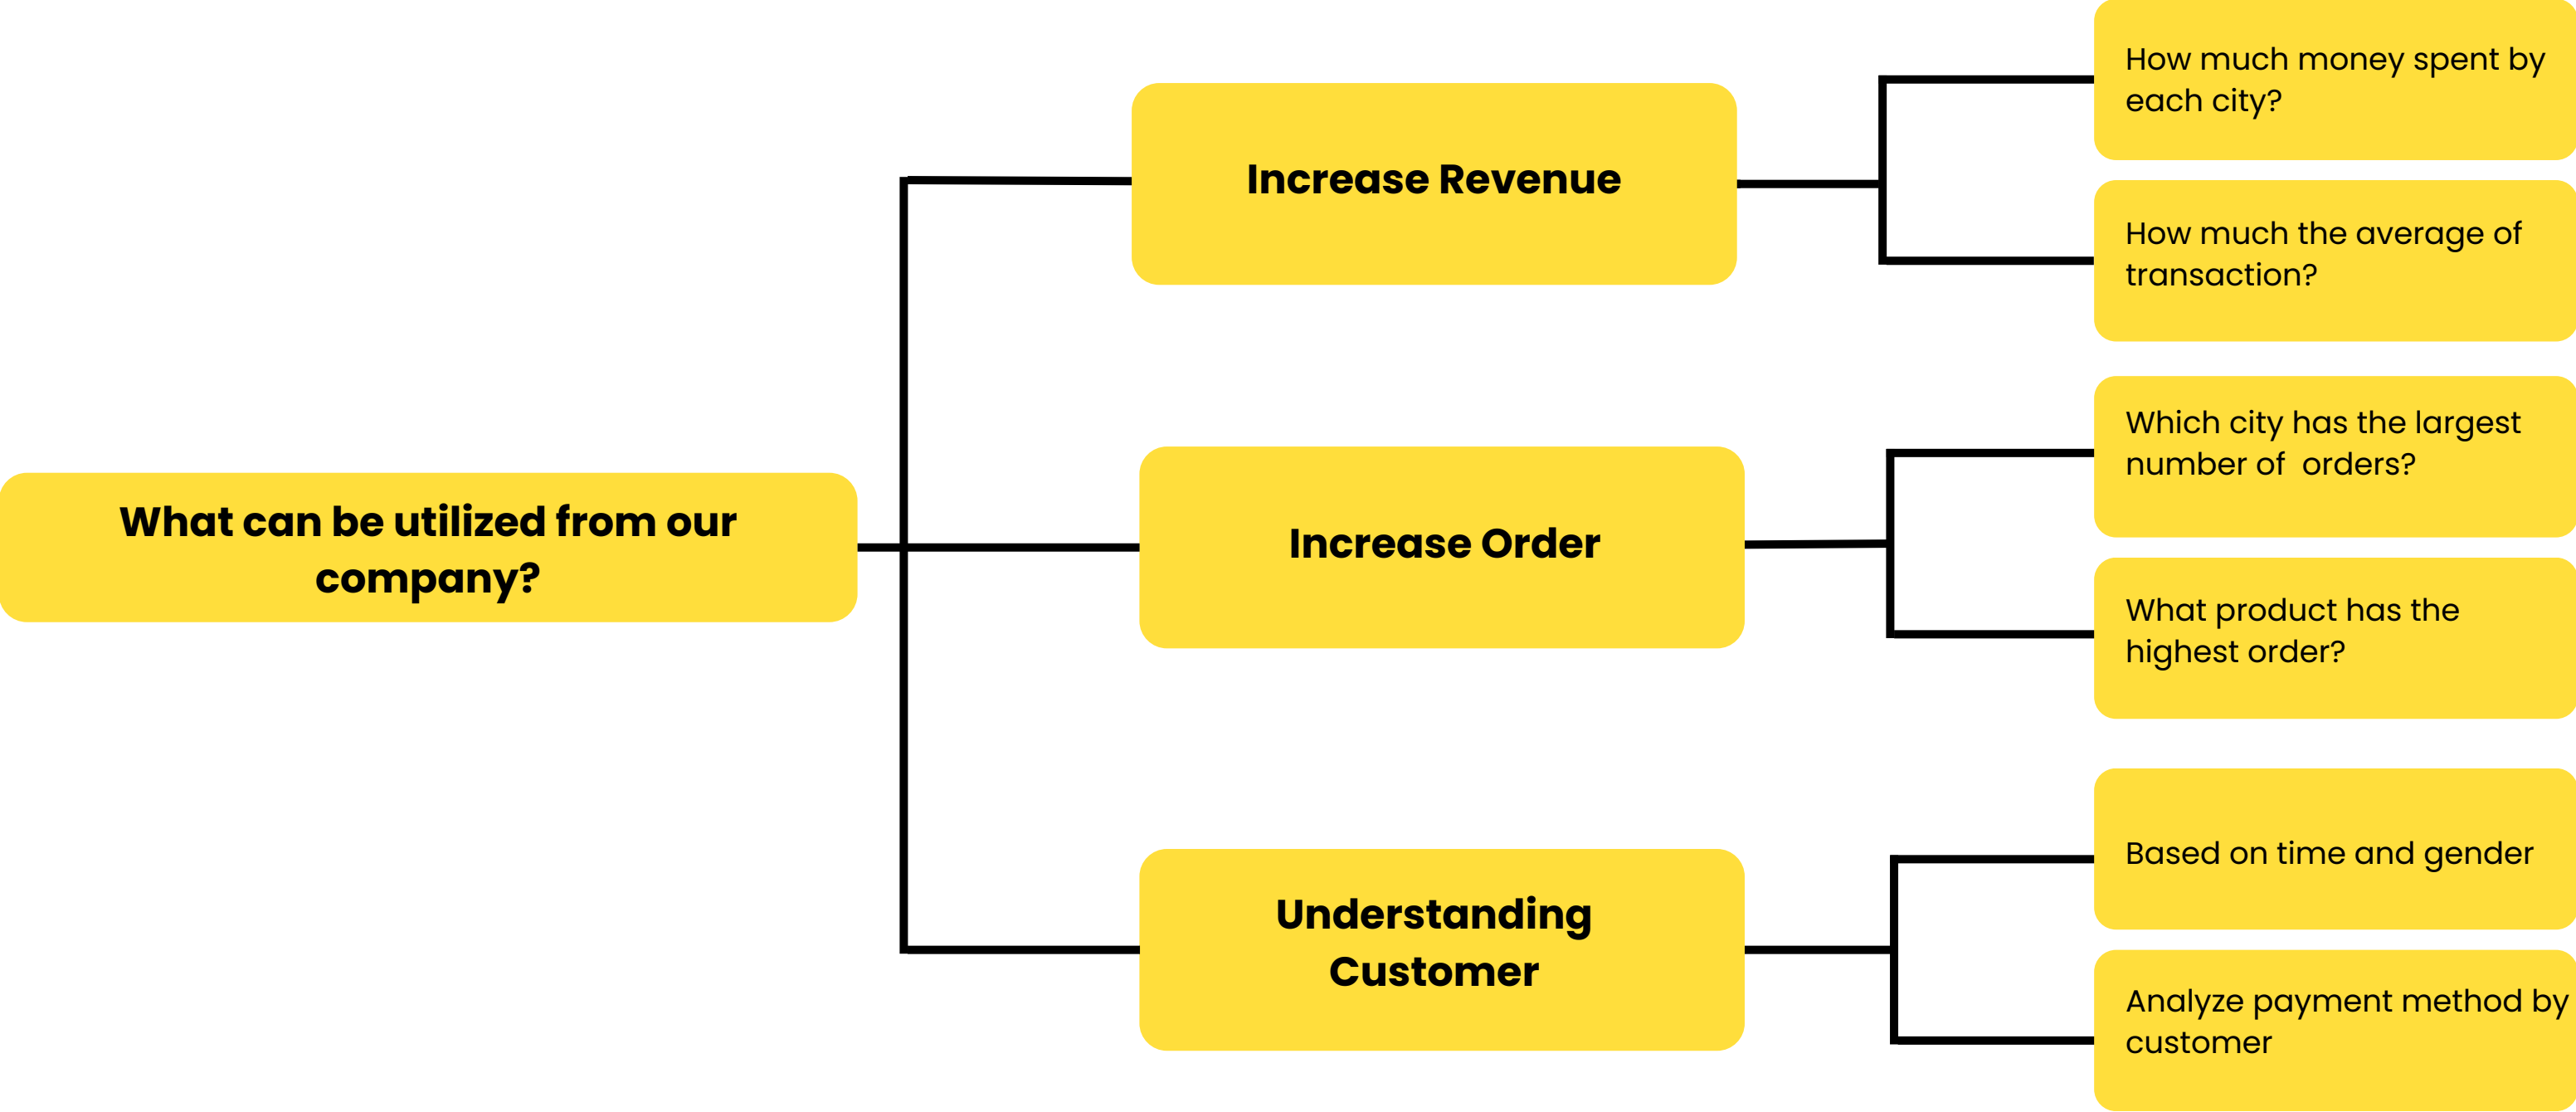 How much money spent by
each city?
Increase Revenue
How much the average of
transaction?
Which city has the largest
number of  orders?
What can be utilized from our
company?
Increase Order
What product has the
highest order?
Based on time and gender
Understanding
Customer
Analyze payment method by
customer